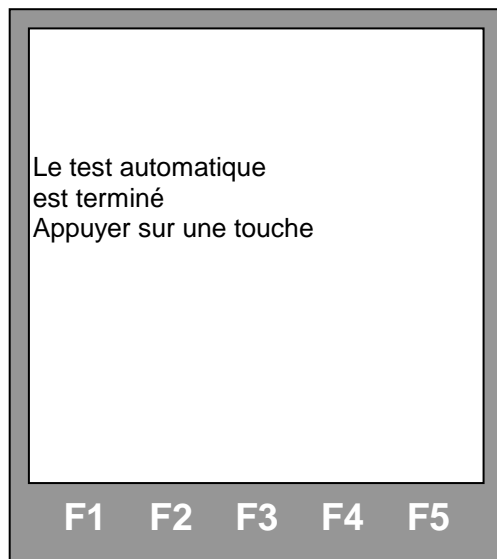 Le test automatique
est terminé
Appuyer sur une touche
F1 F2 F3 F4 F5